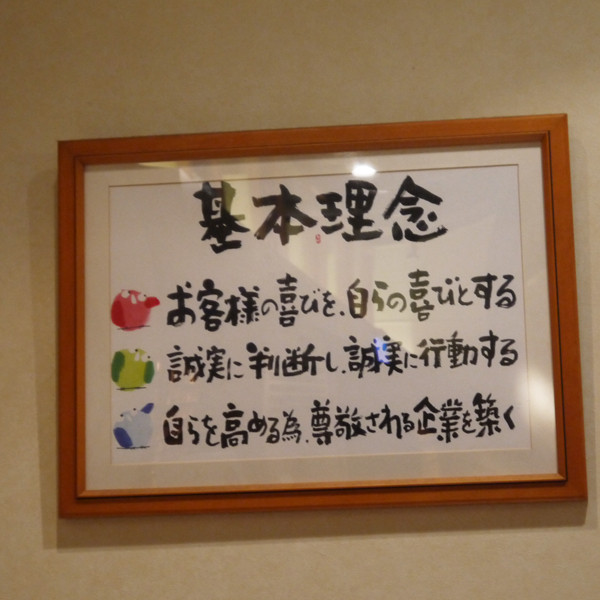 基本理念
お客様の喜びを、自らの喜びとする
誠実に判断し、誠実に行動する
自らを高める為、尊敬される企業を築く